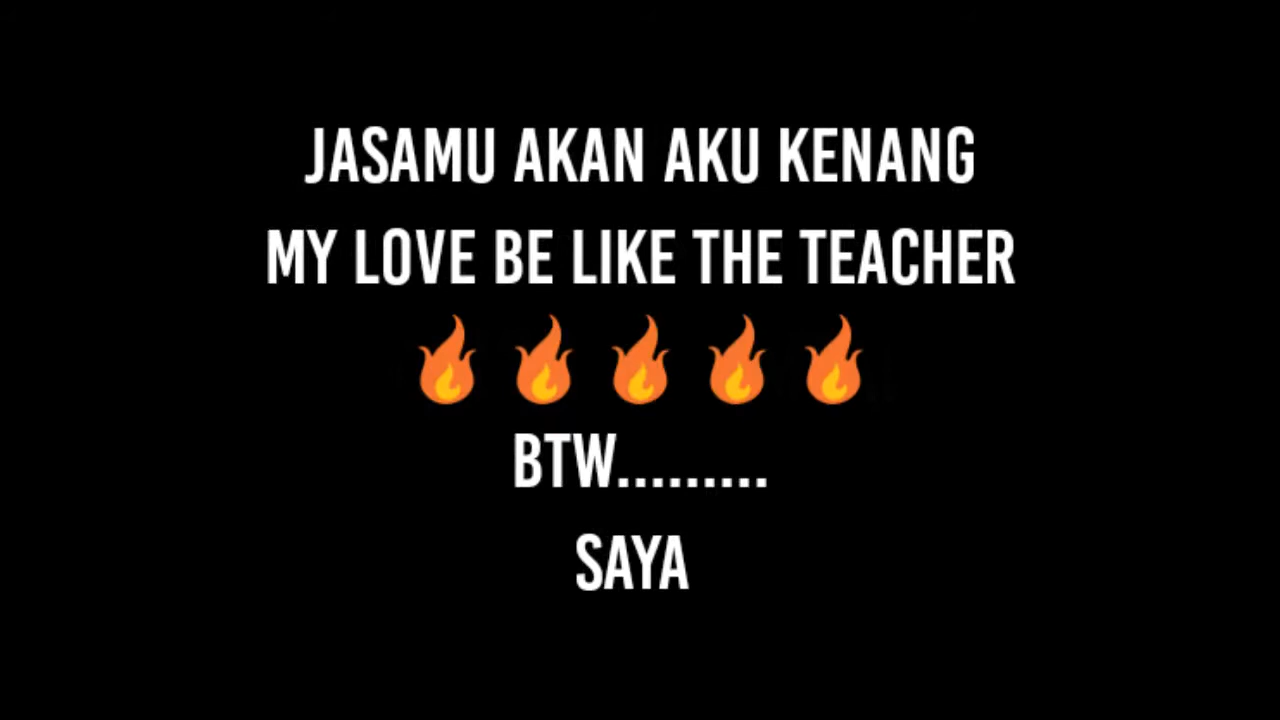 JASAMU AKAN AKU KENANG
MY LOVE BE LIKE THE TEACHER
🔥 🔥 🔥 🔥 🔥
BTW.........
SAYA